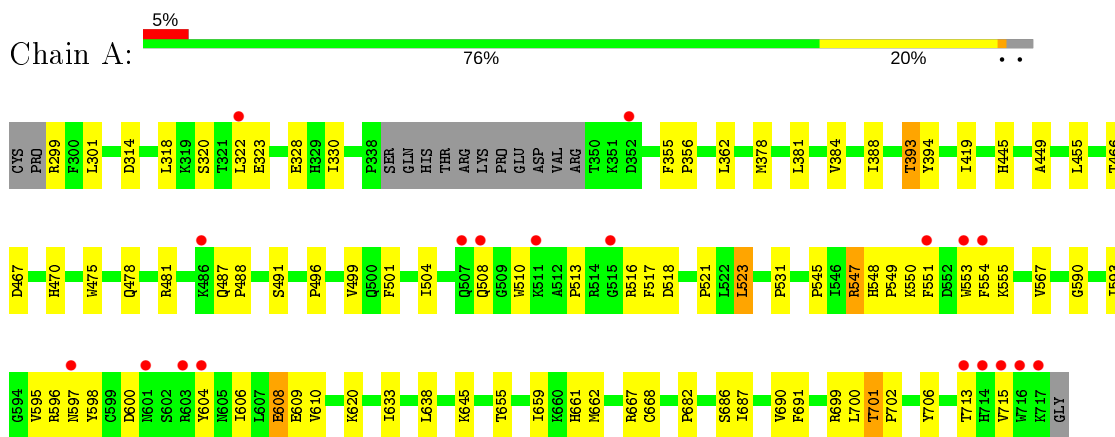 5%
Chain A:
76%
20%
CYS PRO R299 F300 L301 D314 L318 K319 S320 T321 L322 E323 E328 H329 I330 P338 SER GLN HIS THR ARG LYS PRO GLU ASP VAL ARG T350 K351 D352 F355 P356 L362 M378 L381 V384 I388 T393 Y394 I419 H445 A449 L455 T466
D467 H470 W475 Q478 R481 K486 Q487 P488 S491 P496 V499 Q500 F501 I504 Q507 Q508 G509 W510 K511 A512 P513 R514 G515 R516 F517 D518 P521 L522 L523 P531 P545 I546 R547 H548 P549 K550 F551 D552 W553 F554 K555 V567 G590 I593
G594 V595 R596 N597 Y598 C599 D600 N601 S602 R603 Y604 N605 I606 L607 E608 E609 V610 K620 I633 L638 K645 T655 I659 K660 H661 M662 R667 C668 P682 S686 I687 V690 F691 R699 L700 T701 F702 Y706 T713 H714 V715 W716 K717 GLY